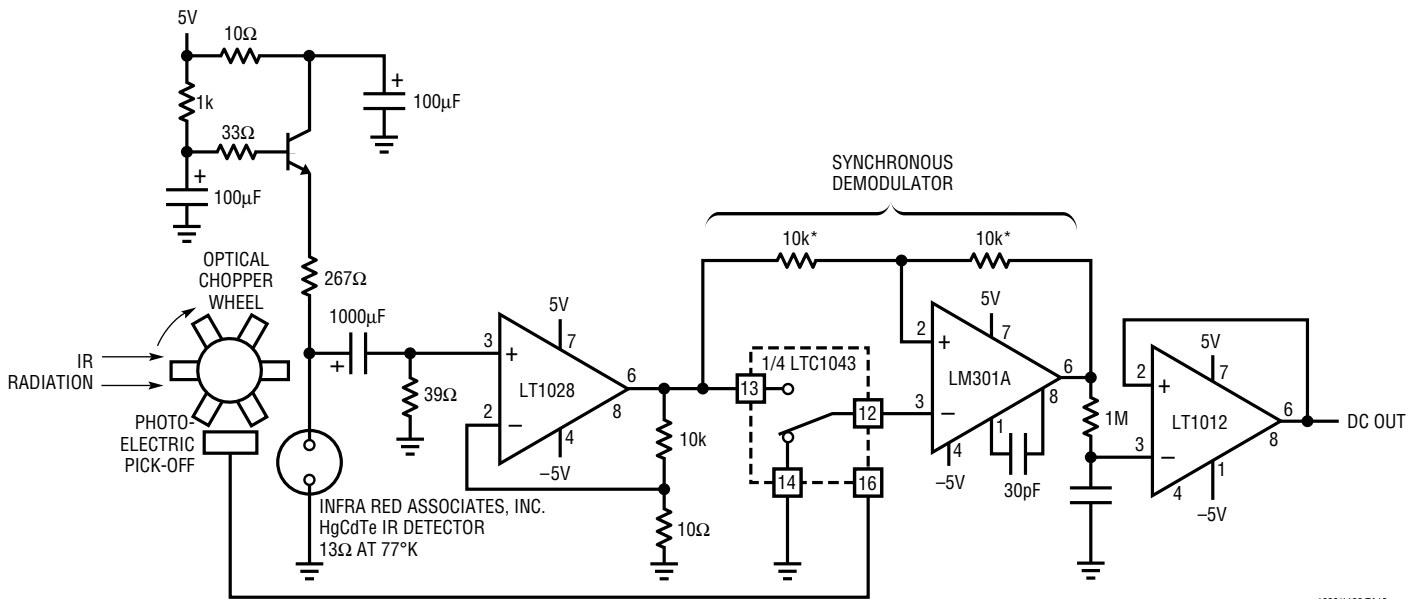 5V
10Ω
1k
100µF
33Ω
100µF
SYNCHRONOUS
DEMODULATOR
10k*
10k*
OPTICAL
CHOPPER
WHEEL
267Ω
1000µF
5V
5V
IR
RADIATION
3
7
2
7
1/4 LTC1043
5V
+
39Ω
+
LT1028
6
8
13
12
3
+
–
LM301A
6
8
2
7
+
LT1012
6
8
DC OUT
PHOTO-
ELECTRIC
PICK-OFF
2
–
4
–5V
10k
14
16
4
–5V
1
30pF
1M
3
–
4
1
–5V
INFRA RED ASSOCIATES, INC.
HgCdTe IR DETECTOR
13Ω AT 77°K
10Ω